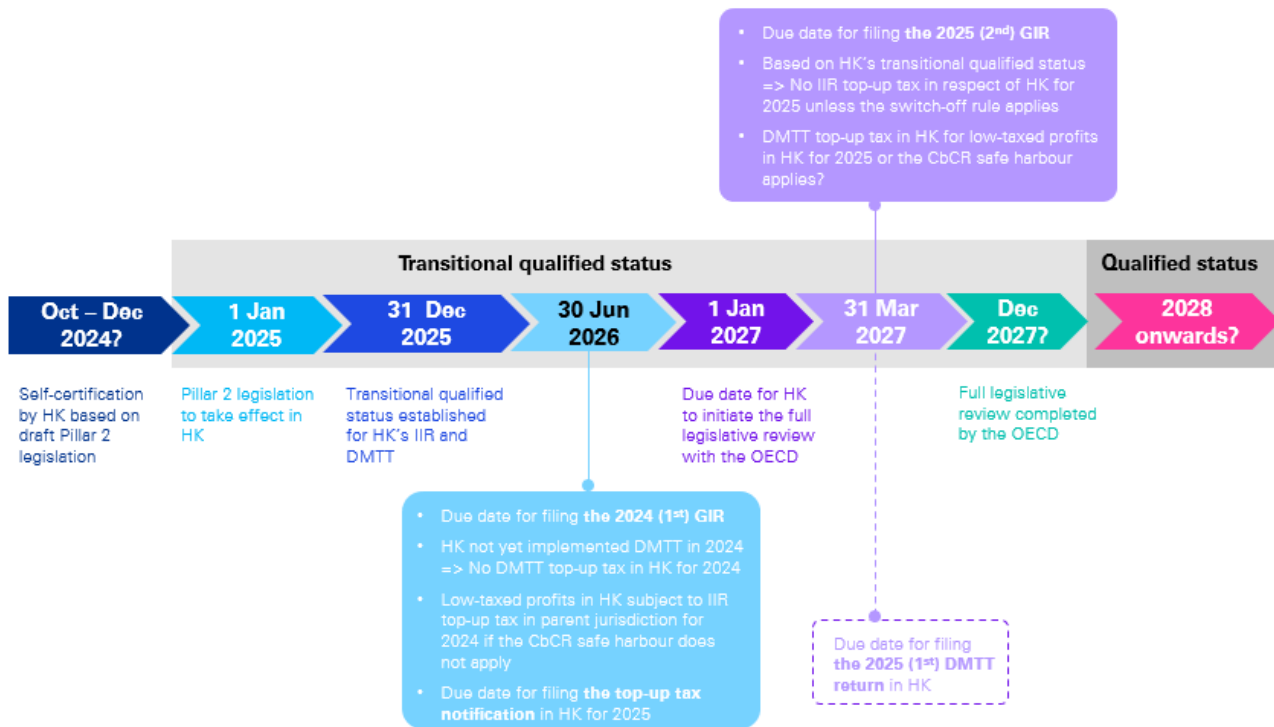 • Due date for filing the 2025 (2nd) GIR
• Based on HK's transitional qualified status
=> No IIR top-up tax in respect of HK for
2025 unless the switch-off rule applies
• DMTT top-up tax in HK for low-taxed profits
in HK for 2025 or the CbCR safe harbour
applies?
Transitional qualified status
Qualified status
Oct – Dec
2024?
1 Jan
2025
31 Dec
2025
30 Jun
2026
1 Jan
2027
31 Mar
2027
Dec
2027?
2028
onwards?
Self-certification
by HK based on
draft Pillar 2
legislation
Pillar 2 legislation
to take effect in
HK
Transitional qualified
status established
for HK's IIR and
DMTT
Due date for HK
to initiate the full
legislative review
with the OECD
Full legislative
review completed
by the OECD
• Due date for filing the 2024 (1st) GIR
• HK not yet implemented DMTT in 2024
=> No DMTT top-up tax in HK for 2024
• Low-taxed profits in HK subject to IIR
top-up tax in parent jurisdiction for
2024 if the CbCR safe harbour does
not apply
• Due date for filing the top-up tax
notification in HK for 2025
Due date for filing
the 2025 (1st) DMTT
return in HK